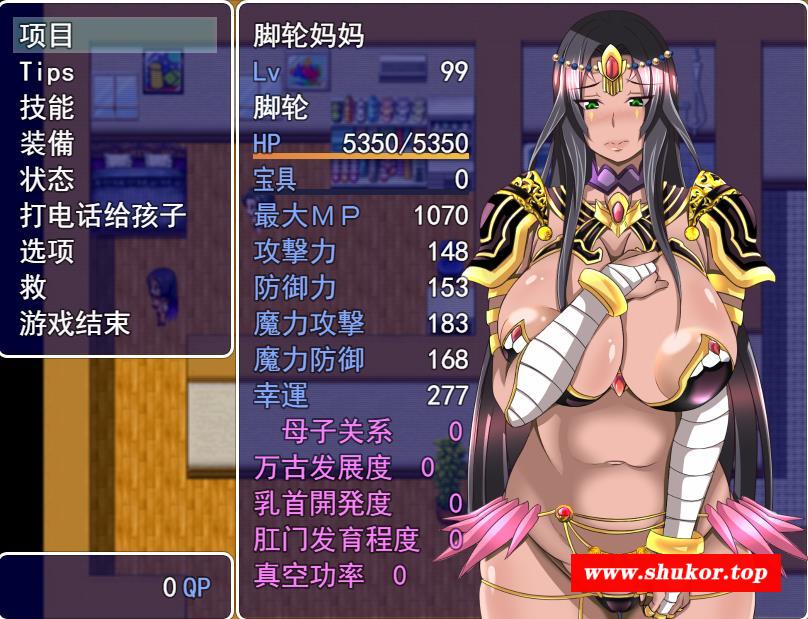 项目
Tips
技能
装備
状态
打电话给孩子
选项
救
游戏结束
0 QP
脚轮妈妈
Lv 99
脚轮
HP 5350/5350
宝具 0
最大ＭＰ 1070
攻撃力 148
防御力 153
魔力攻撃 183
魔力防御 168
幸運 277
母子关系 0
万古发展度 0
乳首開発度 0
肛门发育程度 0
真空功率 0
www.shukor.top